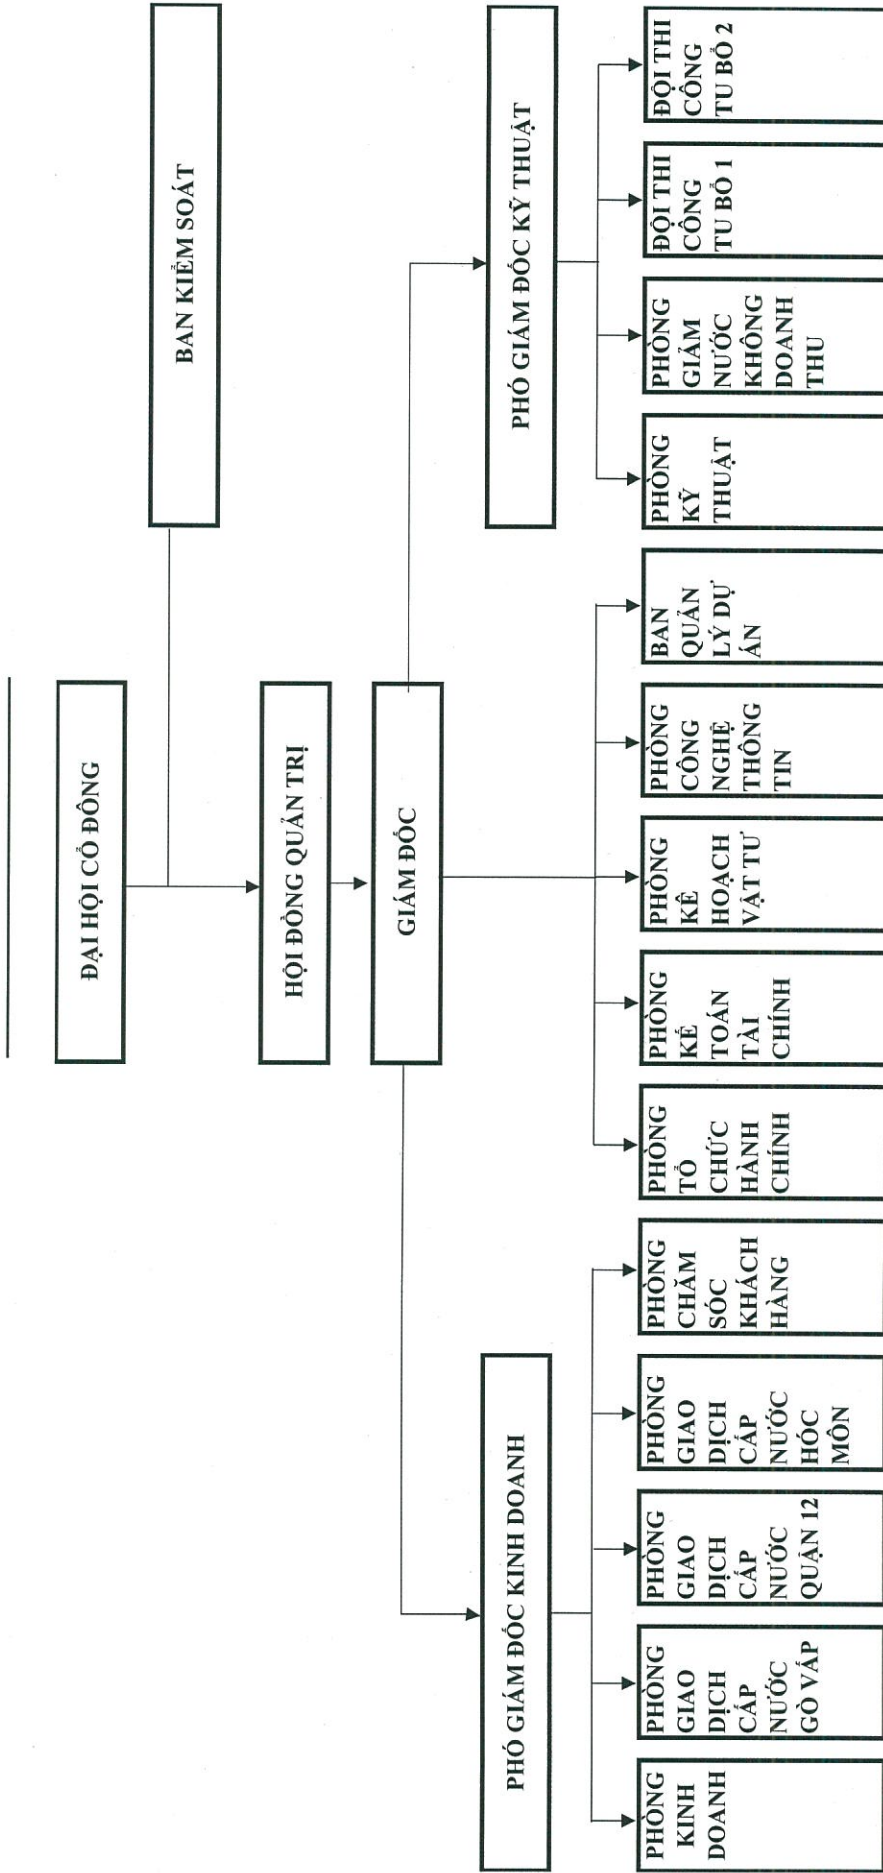 ĐẠI HỘI CỔ ĐÔNG
BAN KIỂM SOÁT
HỘI ĐỒNG QUẢN TRỊ
GIÁM ĐỐC
PHÓ GIÁM ĐỐC KINH DOANH
PHÓ GIÁM ĐỐC KỸ THUẬT
PHÒNG
KINH
DOANH
PHÒNG
GIAO
DỊCH
CẤP
NƯỚC
GÒ VẤP
PHÒNG
GIAO
DỊCH
CẤP
NƯỚC
QUẬN 12
PHÒNG
GIAO
DỊCH
CẤP
NƯỚC
HÓC
MÔN
PHÒNG
CHĂM
SÓC
KHÁCH
HÀNG
PHÒNG
TỔ
CHỨC
HÀNH
CHÍNH
PHÒNG
KẾ
TOÁN
TÀI
CHÍNH
PHÒNG
KẾ
HOẠCH
VẬT TƯ
PHÒNG
CÔNG
NGHỆ
THÔNG
TIN
BAN
QUẢN
LÝ DỰ
ÁN
PHÒNG
KỸ
THUẬT
PHÒNG
GIẢM
NƯỚC
KHÔNG
DOANH
THU
ĐỘI THI
CÔNG
TU BỔ 1
ĐỘI THI
CÔNG
TU BỔ 2